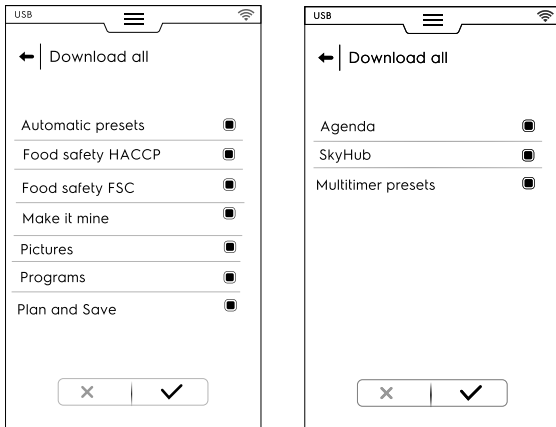 USB
Download all
Automatic presets
Food safety HACCP
Food safety FSC
Make it mine
Pictures
Programs
Plan and Save
USB
Download all
Agenda
SkyHub
Multitimer presets